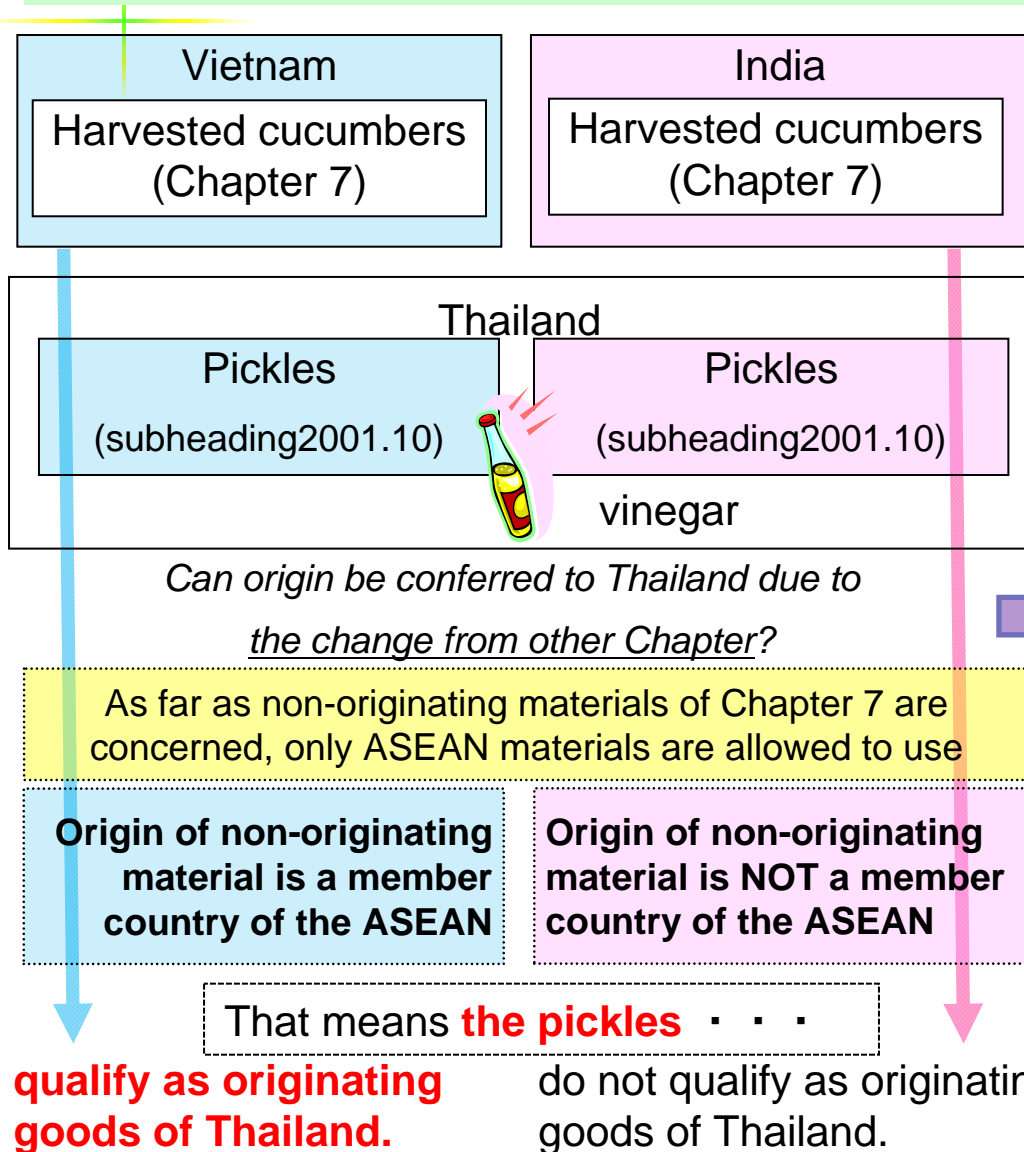 Vietnam
Harvested cucumbers
(Chapter 7)
India
Harvested cucumbers
(Chapter 7)
Thailand
Pickles
(subheading2001.10)
Pickles
(subheading2001.10)
vinegar
Can origin be conferred to Thailand due to
the change from other Chapter?
As far as non-originating materials of Chapter 7 are
concerned, only ASEAN materials are allowed to use
Origin of non-originating
material is a member
country of the ASEAN
Origin of non-originating
material is NOT a member
country of the ASEAN
That means the pickles ・・・
qualify as originating
goods of Thailand.
do not qualify as originatin
goods of Thailand.